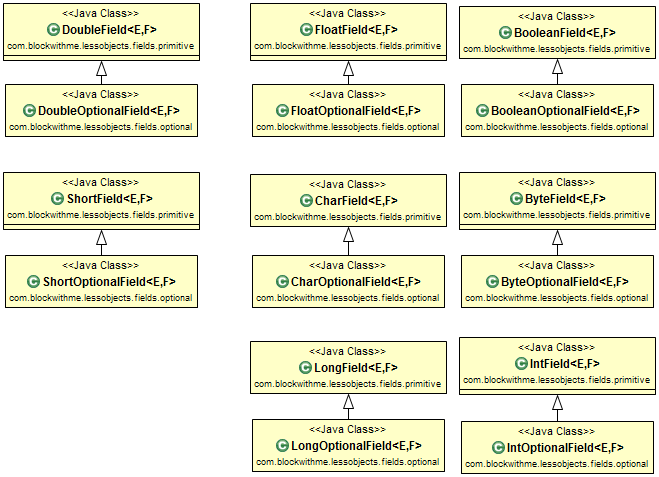 <<Java Class>>
DoubleField<E,F>
com.blockwithme.lessobjects.fields.primitive
<<Java Class>>
DoubleOptionalField<E,F>
com.blockwithme.lessobjects.fields.optional
<<Java Class>>
FloatField<E,F>
com.blockwithme.lessobjects.fields.primitive
<<Java Class>>
FloatOptionalField<E,F>
com.blockwithme.lessobjects.fields.optional
<<Java Class>>
BooleanField<E,F>
com.blockwithme.lessobjects.fields.primitive
<<Java Class>>
BooleanOptionalField<E,F>
com.blockwithme.lessobjects.fields.optional
<<Java Class>>
ShortField<E,F>
com.blockwithme.lessobjects.fields.primitive
<<Java Class>>
ShortOptionalField<E,F>
com.blockwithme.lessobjects.fields.optional
<<Java Class>>
CharField<E,F>
com.blockwithme.lessobjects.fields.primitive
<<Java Class>>
CharOptionalField<E,F>
com.blockwithme.lessobjects.fields.optional
<<Java Class>>
ByteField<E,F>
com.blockwithme.lessobjects.fields.primitive
<<Java Class>>
ByteOptionalField<E,F>
com.blockwithme.lessobjects.fields.optional
<<Java Class>>
LongField<E,F>
com.blockwithme.lessobjects.fields.primitive
<<Java Class>>
LongOptionalField<E,F>
com.blockwithme.lessobjects.fields.optional
<<Java Class>>
IntField<E,F>
com.blockwithme.lessobjects.fields.primitive
<<Java Class>>
IntOptionalField<E,F>
com.blockwithme.lessobjects.fields.optional